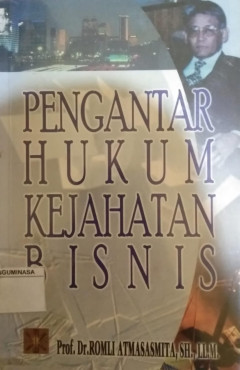 PENGANTAR
HUKUM
KEJAHATAN
BISNIS
Prof. Dr. ROMLI ATMASASMITA, SH., LL.M.